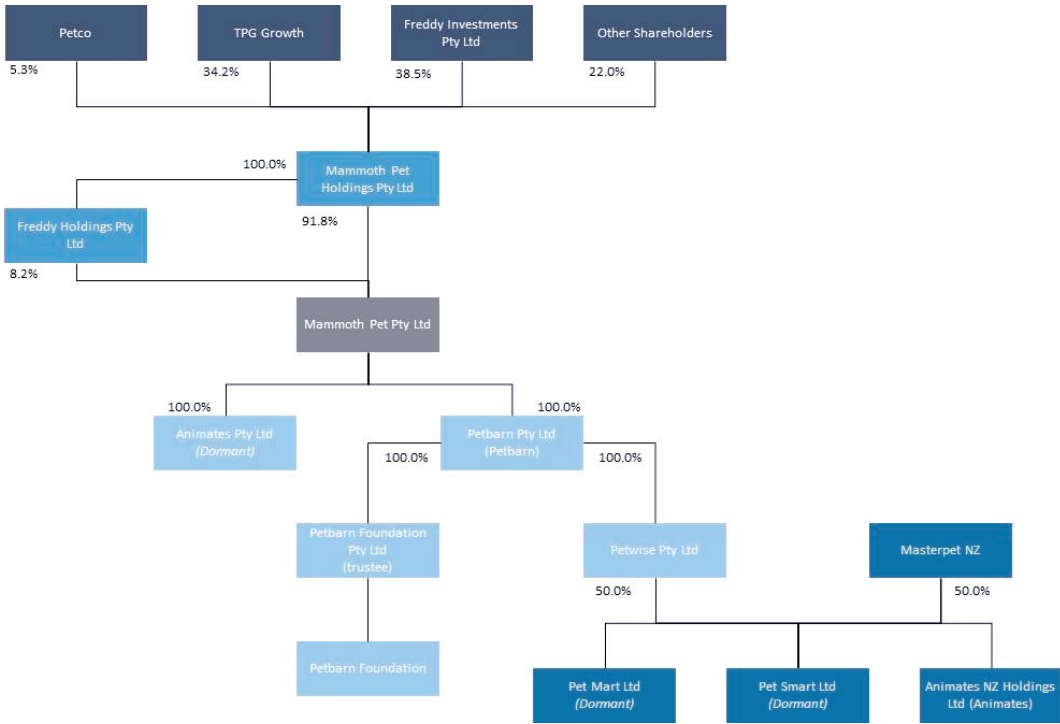 Petco
TPG Growth
Freddy Investments
Pty Ltd
Other Shareholders
5.3%
34.2%
38.5%
22.0%
100.0%
Mammoth Pet
Holdings Pty Ltd
Freddy Holdings Pty
Ltd
91.8%
8.2%
Mammoth Pet Pty Ltd
100.0%
100.0%
Animates Pty Ltd
(Dormant)
Petbarn Pty Ltd
(Petbarn)
100.0%
100.0%
Petbarn Foundation
Pty Ltd
(trustee)
Petwise Pty Ltd
Masterpet NZ
50.0%
50.0%
Petbarn Foundation
Pet Mart Ltd
(Dormant)
Pet Smart Ltd
(Dormant)
Animates NZ Holdings
Ltd (Animates)